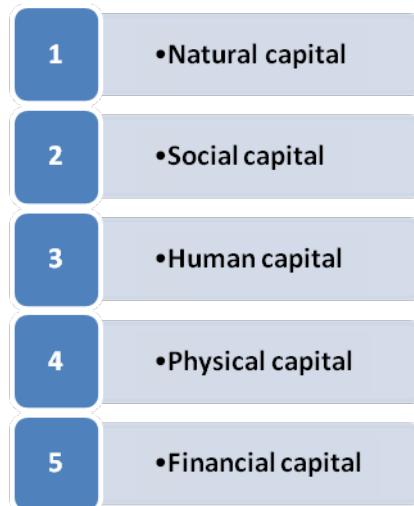 1 •Natural capital
2 •Social capital
3 •Human capital
4 •Physical capital
5 •Financial capital